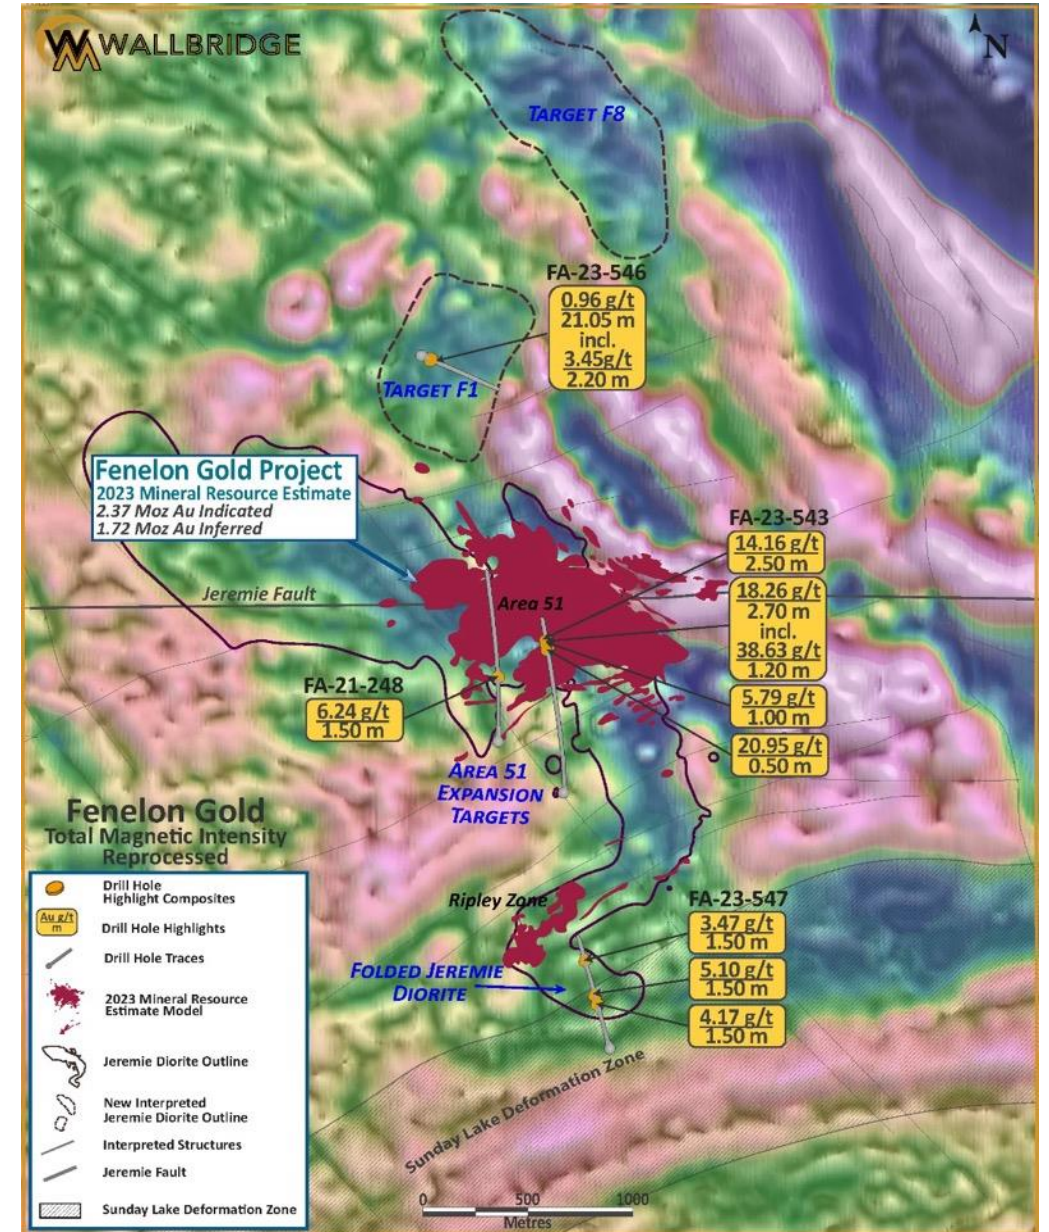 WALLBRIDGE
N
TARGET F8
FA-23-546
0.96 g/t
21.05 m
incl.
3.45g/t
2.20 m
TARGET F1
Fenelon Gold Project
2023 Mineral Resource Estimate
2.37 Moz Au Indicated
1.72 Moz Au Inferred
FA-23-543
14.16 g/t
2.50 m
18.26 g/t
2.70 m
incl.
38.63 g/t
1.20 m
5.79 g/t
1.00 m
20.95 g/t
0.50 m
Jeremie Fault
Area 51
FA-21-248
6.24 g/t
1.50 m
AREA 51
EXPANSION
TARGETS
Fenelon Gold
Total Magnetic Intensity
Reprocessed
Drill Hole
Highlight Composites
Au g/t
m
Drill Hole Highlights
Drill Hole Traces
2023 Mineral Resource
Estimate Model
Jeremie Diorite Outline
New Interpreted
Jeremie Diorite Outline
Interpreted Structures
Jeremie Fault
Sunday Lake Deformation Zone
Ripley Zone
FA-23-547
3.47 g/t
1.50 m
5.10 g/t
1.50 m
4.17 g/t
1.50 m
FOLDED JEREMIE
DIORITE
Sunday Lake Deformation Zone
0 500 1000
Metres